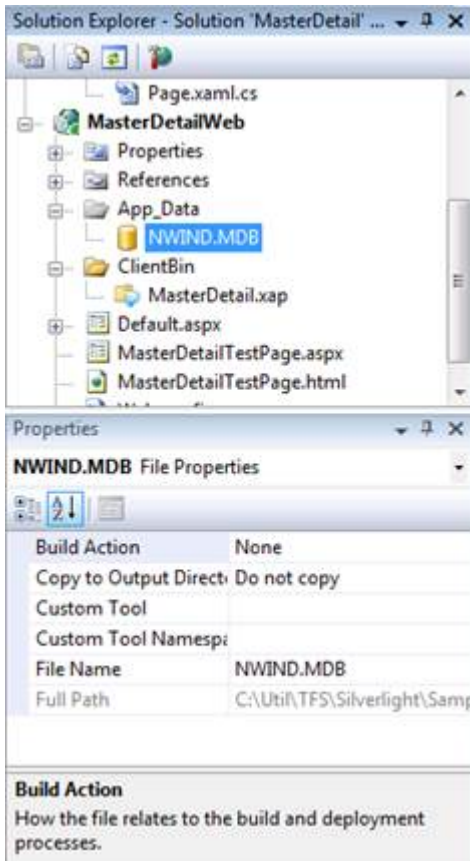 Solution Explorer - Solution 'MasterDetail' ...
Page.xaml.cs
MasterDetailWeb
Properties
References
App_Data
NWIND.MDB
ClientBin
MasterDetail.xap
Default.aspx
MasterDetailTestPage.aspx
MasterDetailTestPage.html
Properties
NWIND.MDB File Properties
Build Action None
Copy to Output Direct Do not copy
Custom Tool
Custom Tool Namespa
File Name NWIND.MDB
Full Path C:\Util\TFS\Silverlight\Samp
Build Action
How the file relates to the build and deployment
processes.